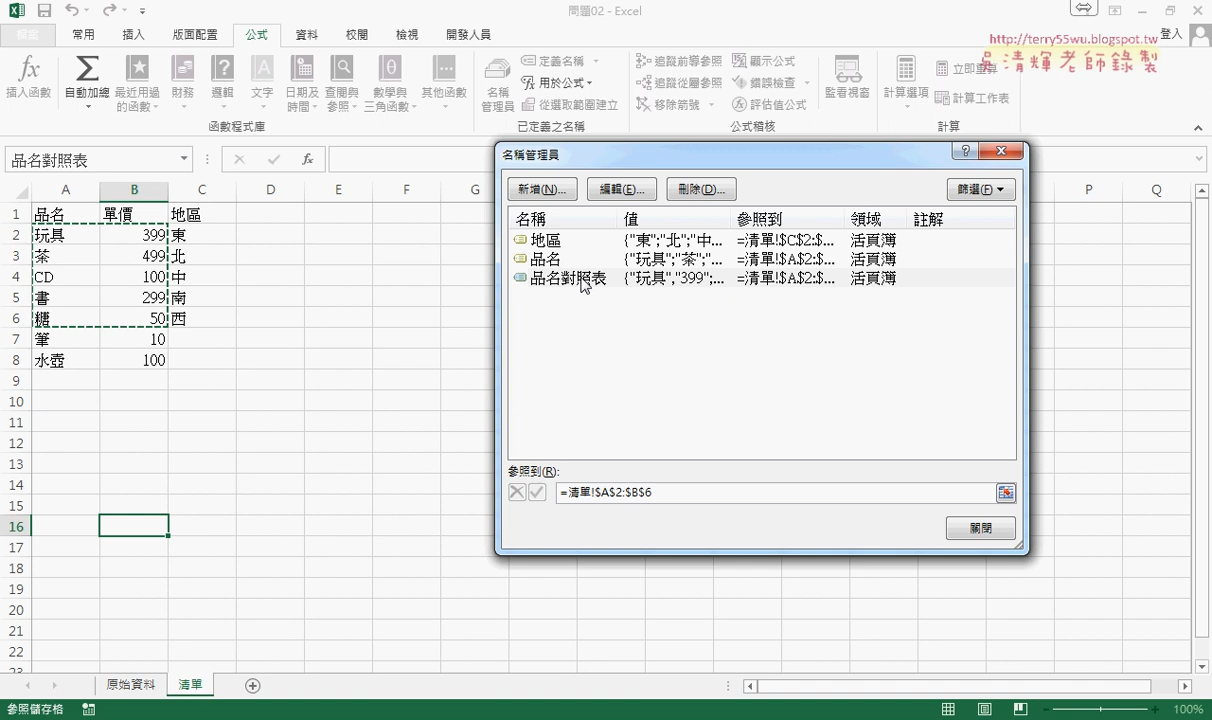 問題02 - Excel
http://terry55wu.blogspot.tw
登入
吳清輝老師錄製
檔案 常用 插入 版面配置 公式 資料 校閱 檢視 開發人員
插入函數
自動加總
最近用過的函數
財務
邏輯
文字
日期及時間
查閱與參照
數學與三角函數
其他函數
函數程式庫
名稱管理員
定義名稱
用於公式
從選取範圍建立
已定義之名稱
追蹤前導參照
追蹤從屬參照
移除箭號
顯示公式
錯誤檢查
評估值公式
公式稽核
監看視窗
計算選項
立即重算
計算工作表
計算
品名對照表
fx
A B C D E F G P Q
1 品名 單價 地區
2 玩具 399 東
3 茶 499 北
4 CD 100 中
5 書 299 南
6 糖 50 西
7 筆 10
8 水壺 100
9
10
11
12
13
14
15
16
17
18
19
20
21
22
23
名稱管理員
新增(N)... 編輯(E)... 刪除(D)... 篩選(F)
名稱 值 參照到 領域 註解
地區 {"東";"北";"中... =清單!$C$2:$... 活頁簿
品名 {"玩具";"茶";"... =清單!$A$2:$... 活頁簿
品名對照表 {"玩具","399";... =清單!$A$2:$... 活頁簿
參照到(R):
=清單!$A$2:$B$6
關閉
原始資料 清單
參照儲存格
100%